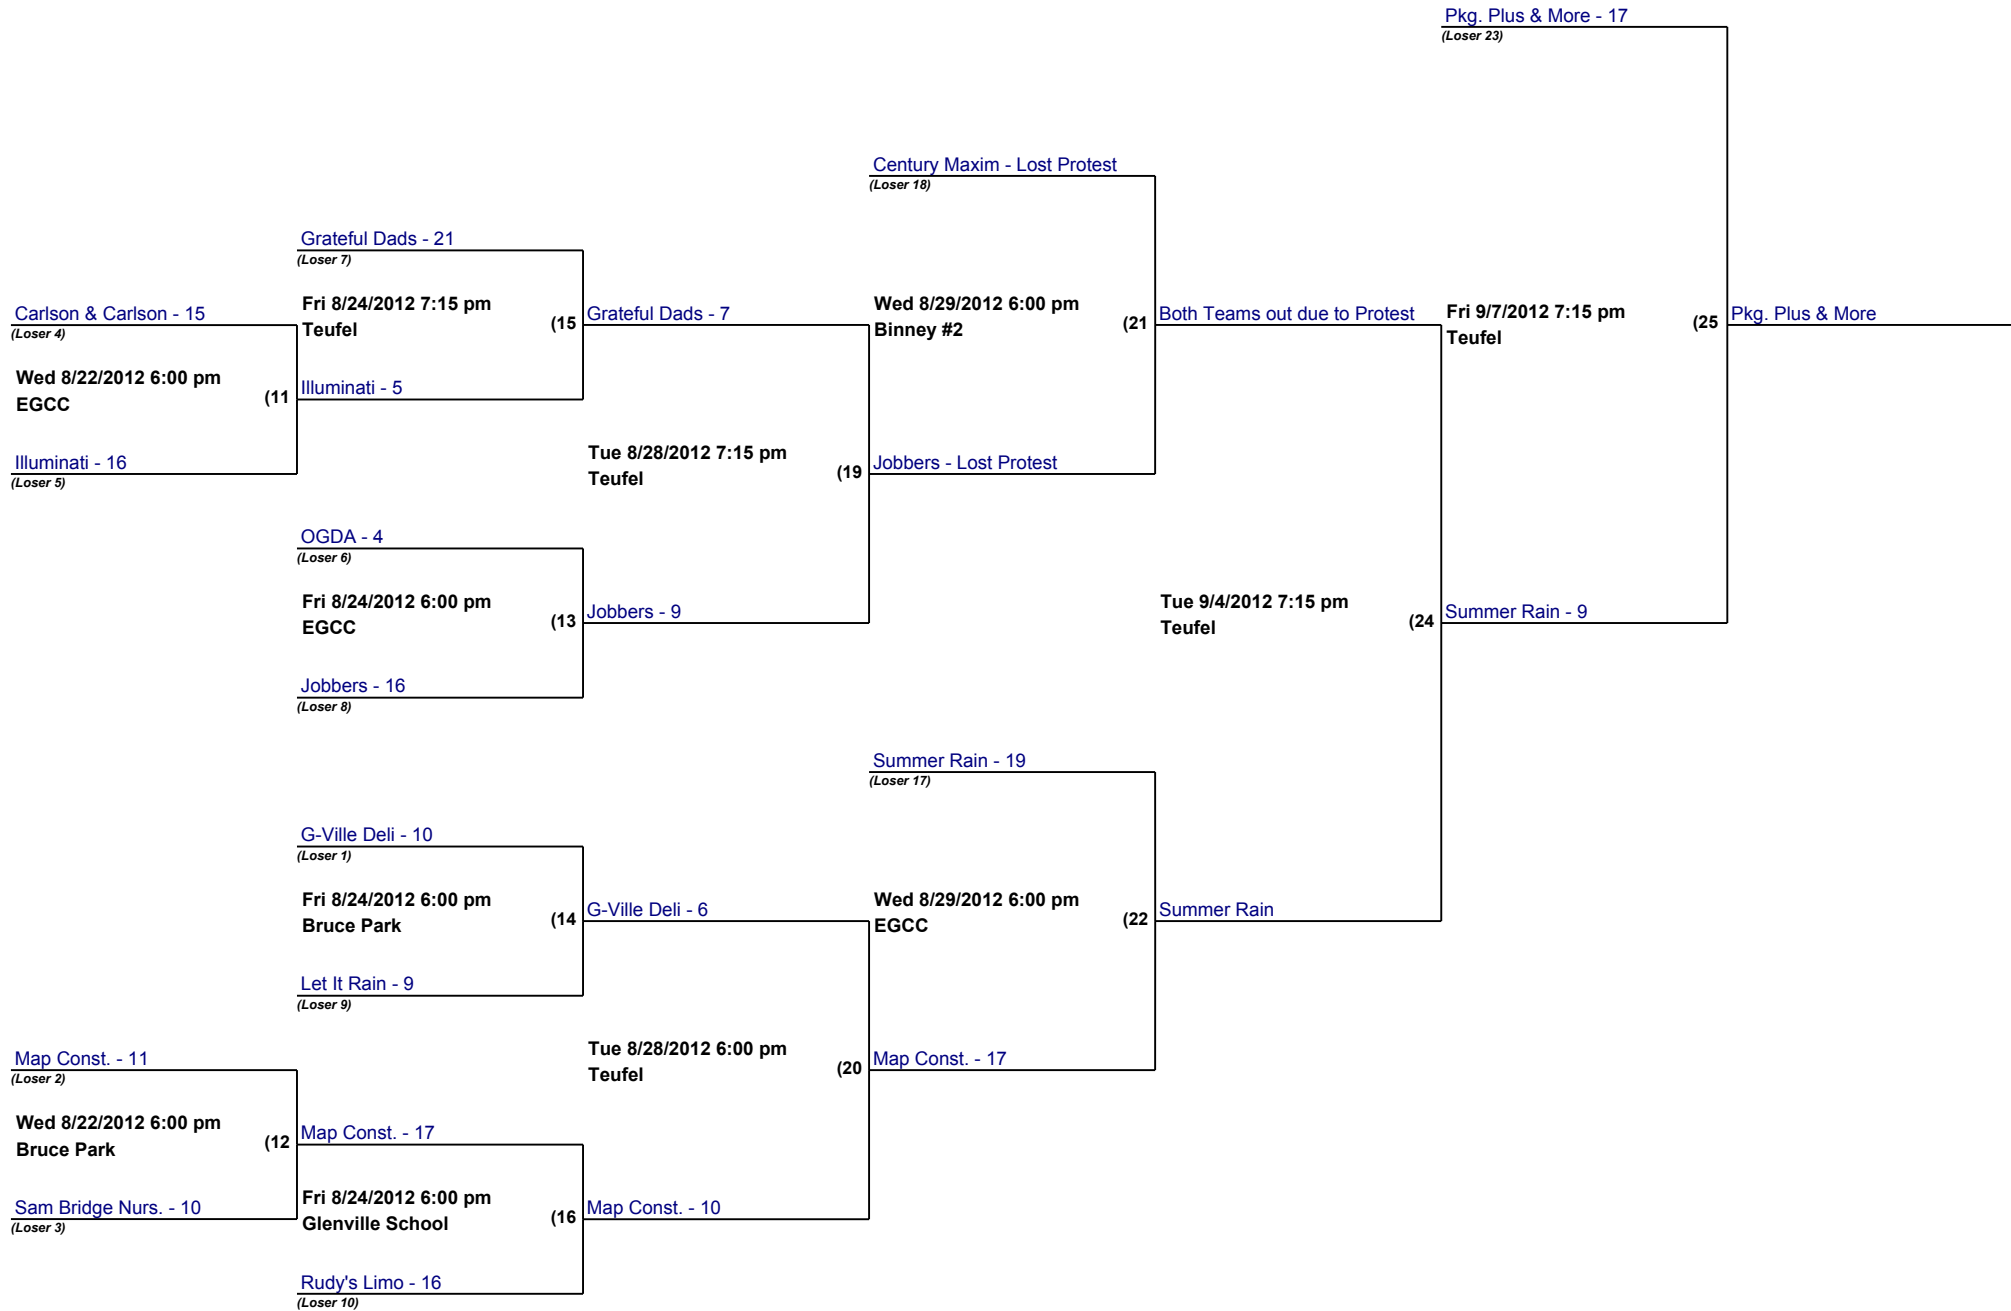 Pkg. Plus & More - 17
(Loser 23)
Century Maxim - Lost Protest
(Loser 18)
Grateful Dads - 21
(Loser 7)
Carlson & Carlson - 15
(Loser 4)
Fri 8/24/2012 7:15 pm
Teufel
(15
Grateful Dads - 7
Wed 8/29/2012 6:00 pm
Binney #2
(21
Both Teams out due to Protest
Fri 9/7/2012 7:15 pm
Teufel
(25
Pkg. Plus & More
Wed 8/22/2012 6:00 pm
EGCC
(11
Illuminati - 5
Illuminati - 16
(Loser 5)
Tue 8/28/2012 7:15 pm
Teufel
(19
Jobbers - Lost Protest
OGDA - 4
(Loser 6)
Fri 8/24/2012 6:00 pm
EGCC
(13
Jobbers - 9
Tue 9/4/2012 7:15 pm
Teufel
(24
Summer Rain - 9
Jobbers - 16
(Loser 8)
Summer Rain - 19
(Loser 17)
G-Ville Deli - 10
(Loser 1)
Fri 8/24/2012 6:00 pm
Bruce Park
(14
G-Ville Deli - 6
Wed 8/29/2012 6:00 pm
EGCC
(22
Summer Rain
Let It Rain - 9
(Loser 9)
Map Const. - 11
(Loser 2)
Tue 8/28/2012 6:00 pm
Teufel
(20
Map Const. - 17
Wed 8/22/2012 6:00 pm
Bruce Park
(12
Map Const. - 17
Sam Bridge Nurs. - 10
(Loser 3)
Fri 8/24/2012 6:00 pm
Glenville School
(16
Map Const. - 10
Rudy's Limo - 16
(Loser 10)